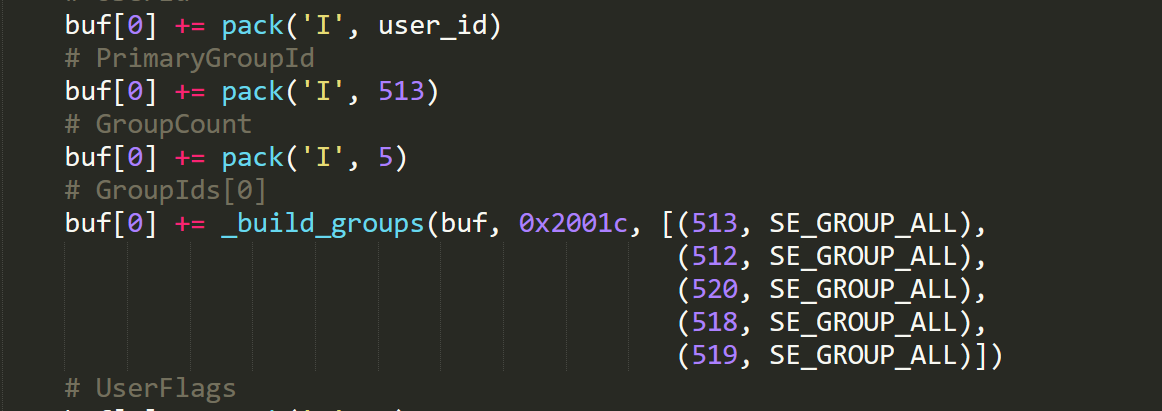 buf[0] += pack('I', user_id)
# PrimaryGroupId
buf[0] += pack('I', 513)
# GroupCount
buf[0] += pack('I', 5)
# GroupIds[0]
buf[0] += _build_groups(buf, 0x2001c, [(513, SE_GROUP_ALL),
(512, SE_GROUP_ALL),
(520, SE_GROUP_ALL),
(518, SE_GROUP_ALL),
(519, SE_GROUP_ALL)])
# UserFlags